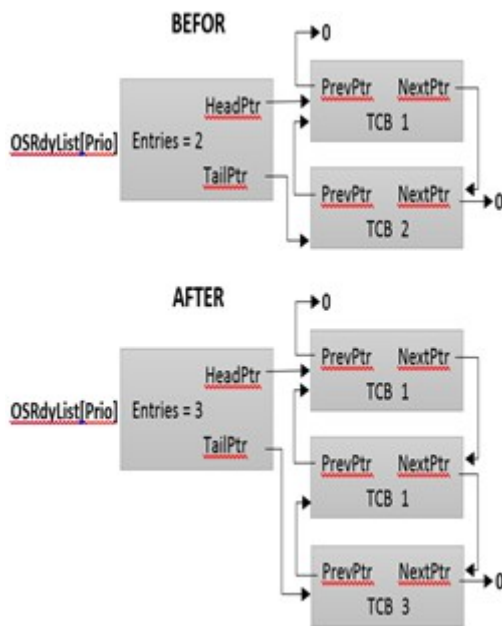 BEFOR
0
PrevPtr NextPtr
HeadPtr
TCB 1
OSRdyList[Prio]
Entries = 2
TailPtr
PrevPtr NextPtr
0
TCB 2
AFTER
0
PrevPtr NextPtr
HeadPtr
TCB 1
OSRdyList[Prio]
Entries = 3
TailPtr
PrevPtr NextPtr
TCB 1
PrevPtr NextPtr
0
TCB 3